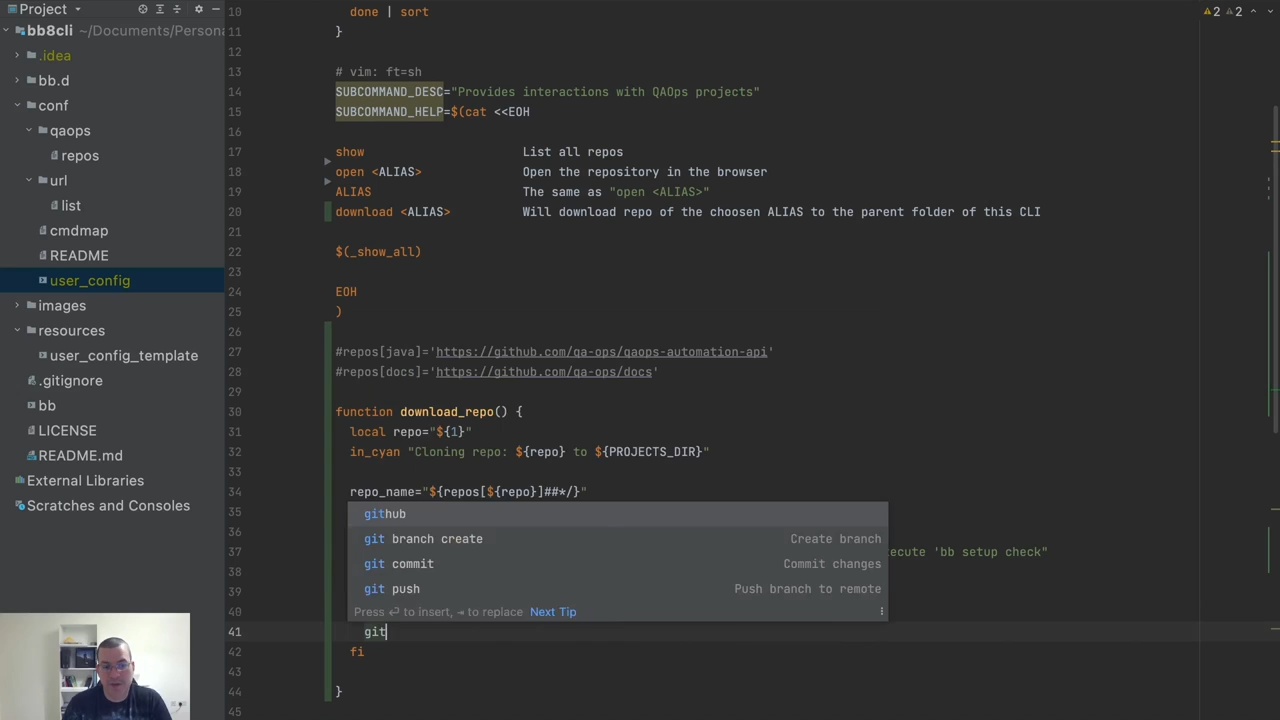 Project
bb8cli ~/Documents/Persona
.idea
bb.d
conf
qaops
repos
url
list
cmdmap
README
user_config
images
resources
user_config_template
.gitignore
bb
LICENSE
README.md
External Libraries
Scratches and Consoles
2 2
10 done | sort
11 }
12
13 # vim: ft=sh
14 SUBCOMMAND_DESC="Provides interactions with QAOps projects"
15 SUBCOMMAND_HELP=$(cat <<EOH
16
17 show List all repos
18 open <ALIAS> Open the repository in the browser
19 ALIAS The same as "open <ALIAS>"
20 download <ALIAS> Will download repo of the choosen ALIAS to the parent folder of this CLI
21
22 $(_show_all)
23
24 EOH
25 )
26
27 #repos[java]='https://github.com/qa-ops/qaops-automation-api'
28 #repos[docs]='https://github.com/qa-ops/docs'
29
30 function download_repo() {
31 local repo="${1}"
32 in_cyan "Cloning repo: ${repo} to ${PROJECTS_DIR}"
33
34 repo_name="${repos[${repo}]##*/}"
35
36
37 ecute 'bb setup check"
38
39
40
41 git
42 fi
43
44 }
45
github
git branch create Create branch
git commit Commit changes
git push Push branch to remote
Press ⏎ to insert, ⇥ to replace Next Tip